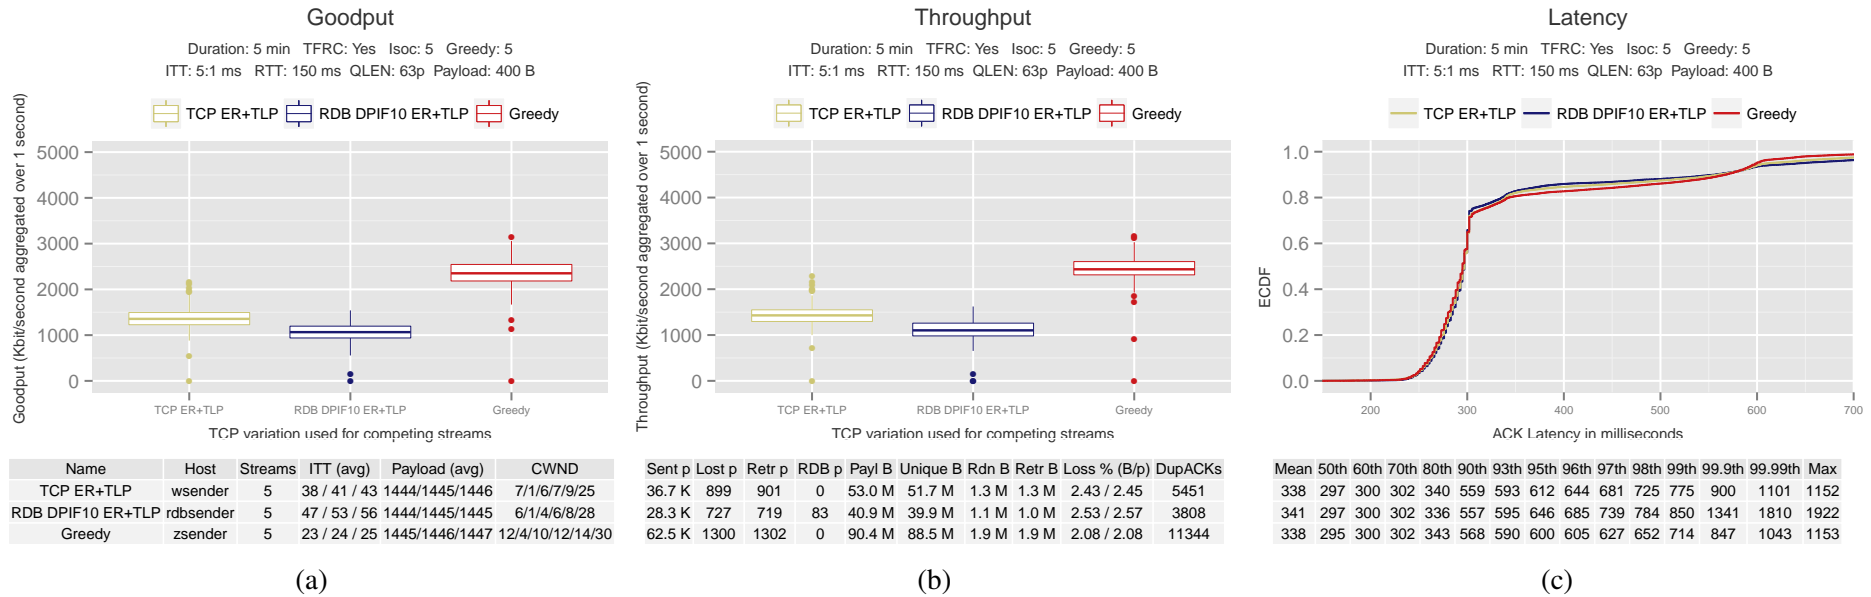 Goodput
Duration: 5 min TFRC: Yes Isoc: 5 Greedy: 5
ITT: 5:1 ms RTT: 150 ms QLEN: 63p Payload: 400 B
TCP ER+TLP RDB DPIF10 ER+TLP Greedy
Goodput (Kbit/second aggregated over 1 second)
5000
4000
3000
2000
1000
0
TCP ER+TLP RDB DPIF10 ER+TLP Greedy
TCP variation used for competing streams
Name Host Streams ITT (avg) Payload (avg) CWND
TCP ER+TLP wsender 5 38 / 41 / 43 1444/1445/1446 7/1/6/7/9/25
RDB DPIF10 ER+TLP rdbsender 5 47 / 53 / 56 1444/1445/1445 6/1/4/6/8/28
Greedy zsender 5 23 / 24 / 25 1445/1446/1447 12/4/10/12/14/30
(a)
Throughput
Duration: 5 min TFRC: Yes Isoc: 5 Greedy: 5
ITT: 5:1 ms RTT: 150 ms QLEN: 63p Payload: 400 B
TCP ER+TLP RDB DPIF10 ER+TLP Greedy
Throughput (Kbit/second aggregated over 1 second)
5000
4000
3000
2000
1000
0
TCP ER+TLP RDB DPIF10 ER+TLP Greedy
TCP variation used for competing streams
Sent p Lost p Retr p RDB p Payl B Unique B Rdn B Retr B Loss % (B/p) DupACKs
36.7 K 899 901 0 53.0 M 51.7 M 1.3 M 1.3 M 2.43 / 2.45 5451
28.3 K 727 719 83 40.9 M 39.9 M 1.1 M 1.0 M 2.53 / 2.57 3808
62.5 K 1300 1302 0 90.4 M 88.5 M 1.9 M 1.9 M 2.08 / 2.08 11344
(b)
Latency
Duration: 5 min TFRC: Yes Isoc: 5 Greedy: 5
ITT: 5:1 ms RTT: 150 ms QLEN: 63p Payload: 400 B
TCP ER+TLP RDB DPIF10 ER+TLP Greedy
ECDF
1.0
0.8
0.6
0.4
0.2
0.0
200 300 400 500 600 700
ACK Latency in milliseconds
Mean 50th 60th 70th 80th 90th 93th 95th 96th 97th 98th 99th 99.9th 99.99th Max
338 297 300 302 340 559 593 612 644 681 725 775 900 1101 1152
341 297 300 302 336 557 595 646 685 739 784 850 1341 1810 1922
338 295 300 302 343 568 590 600 605 627 652 714 847 1043 1153
(c)